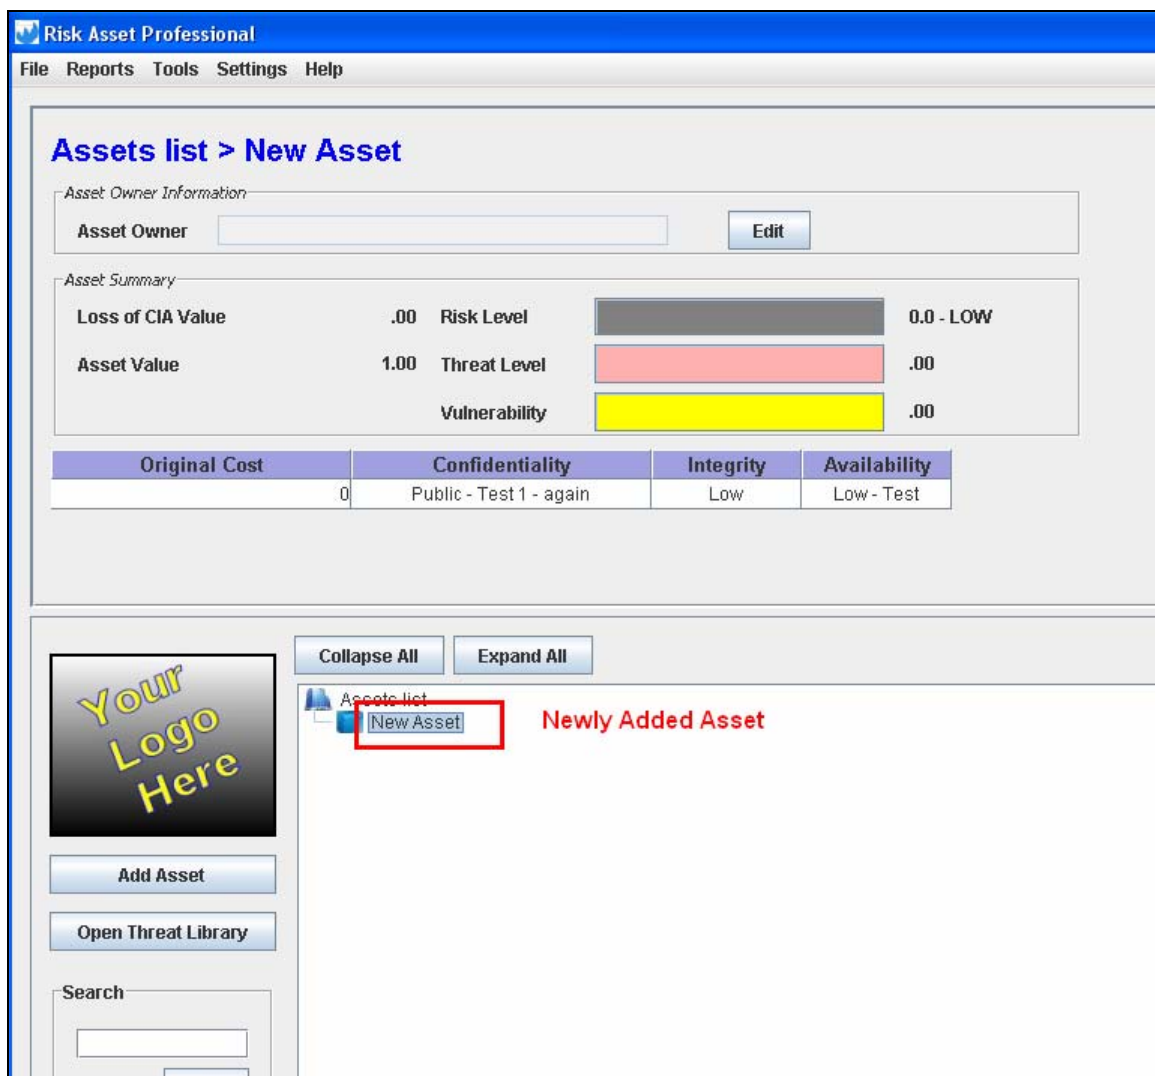 Risk Asset Professional
File Reports Tools Settings Help
Assets list > New Asset
Asset Owner Information
Asset Owner Edit
Asset Summary
Loss of CIA Value .00 Risk Level 0.0 - LOW
Asset Value 1.00 Threat Level .00
Vulnerability .00
Original Cost Confidentiality Integrity Availability
0 Public - Test 1 - again Low Low - Test
Collapse All Expand All
Your
Logo
Here
Assets list
New Asset Newly Added Asset
Add Asset
Open Threat Library
Search